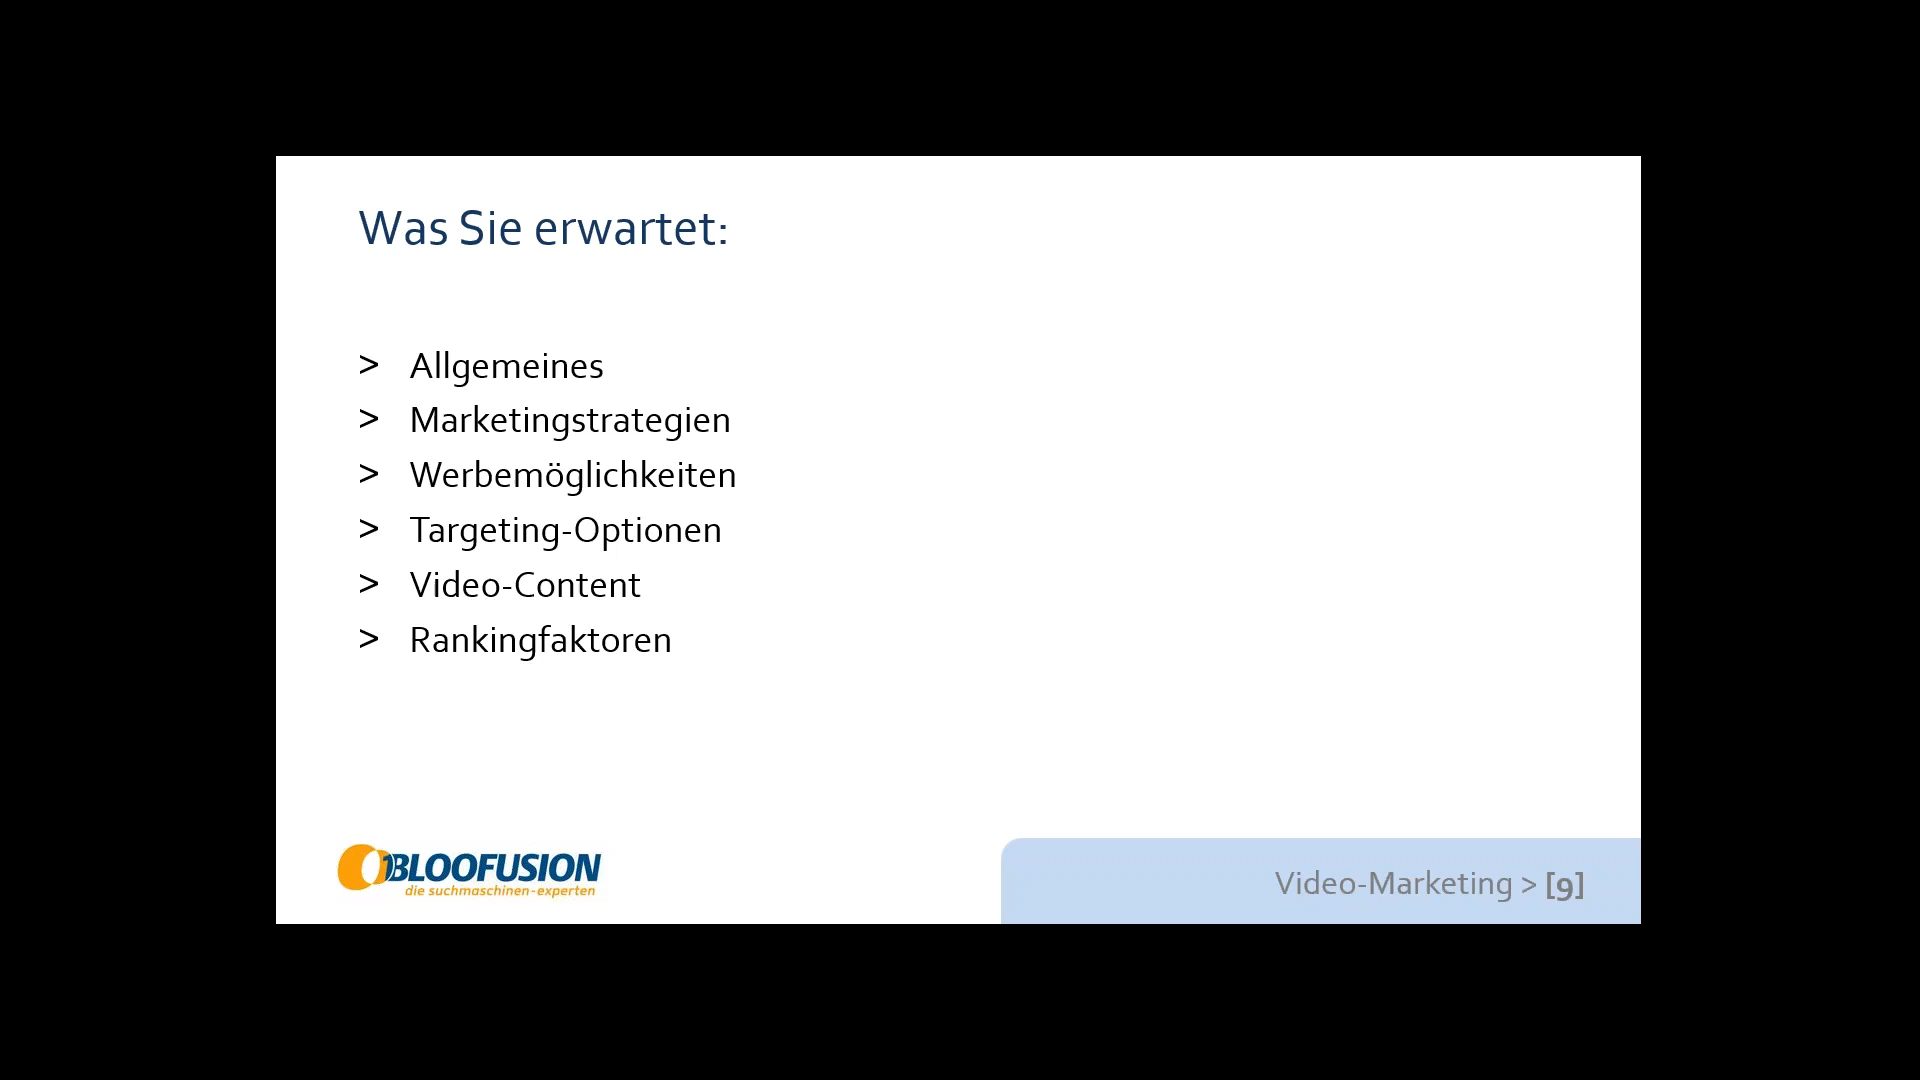 Was Sie erwartet:
> Allgemeines
> Marketingstrategien
> Werbemöglichkeiten
> Targeting-Optionen
> Video-Content
> Rankingfaktoren
BLOOFUSION
die suchmaschinen-experten
Video-Marketing > [9]